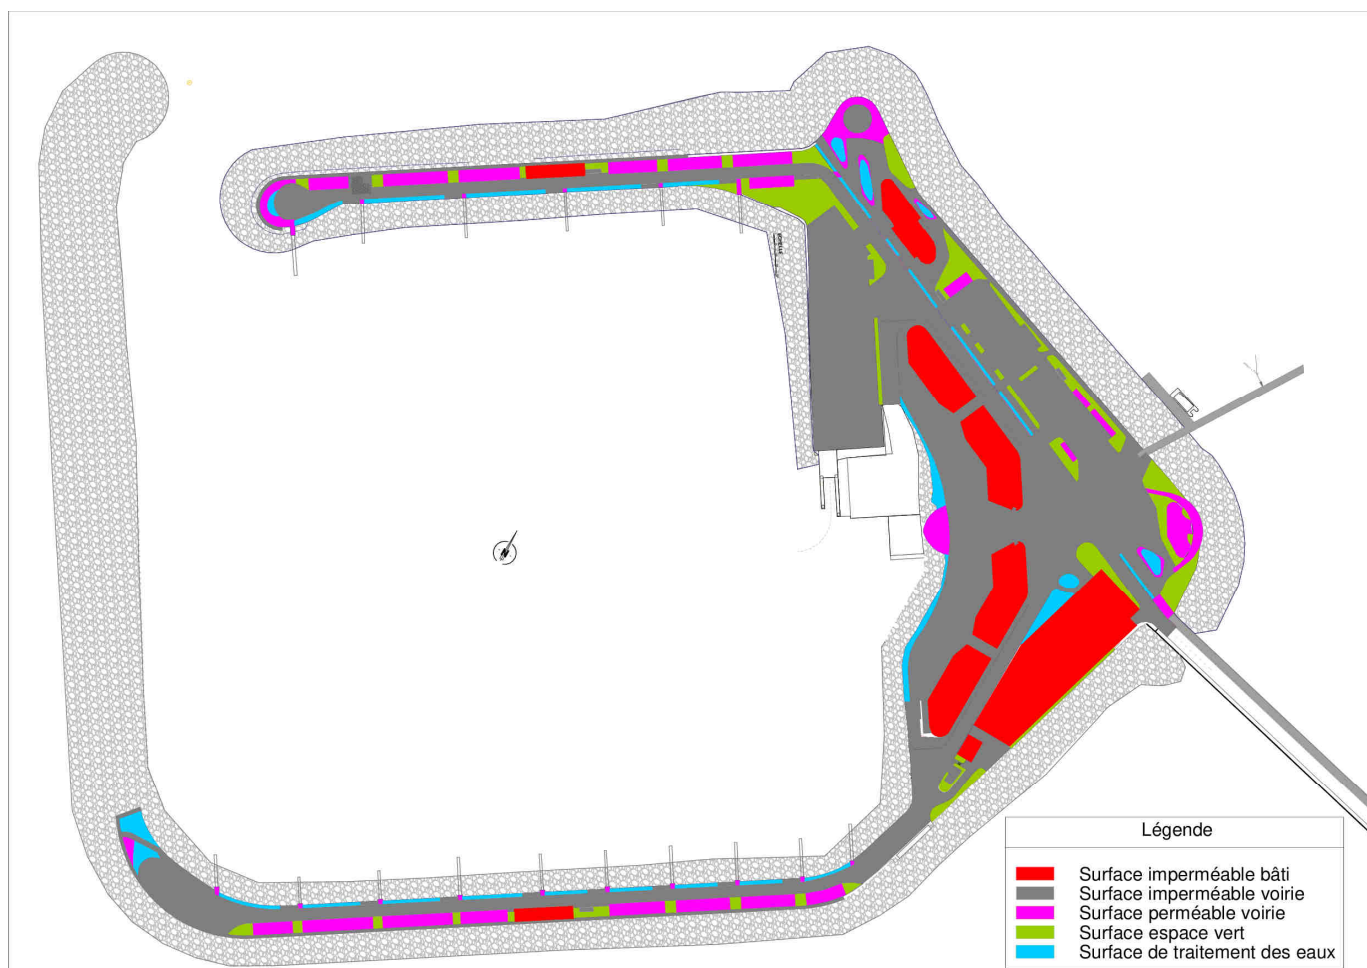 N
Légende
Surface imperméable bâti
Surface imperméable voirie
Surface perméable voirie
Surface espace vert
Surface de traitement des eaux